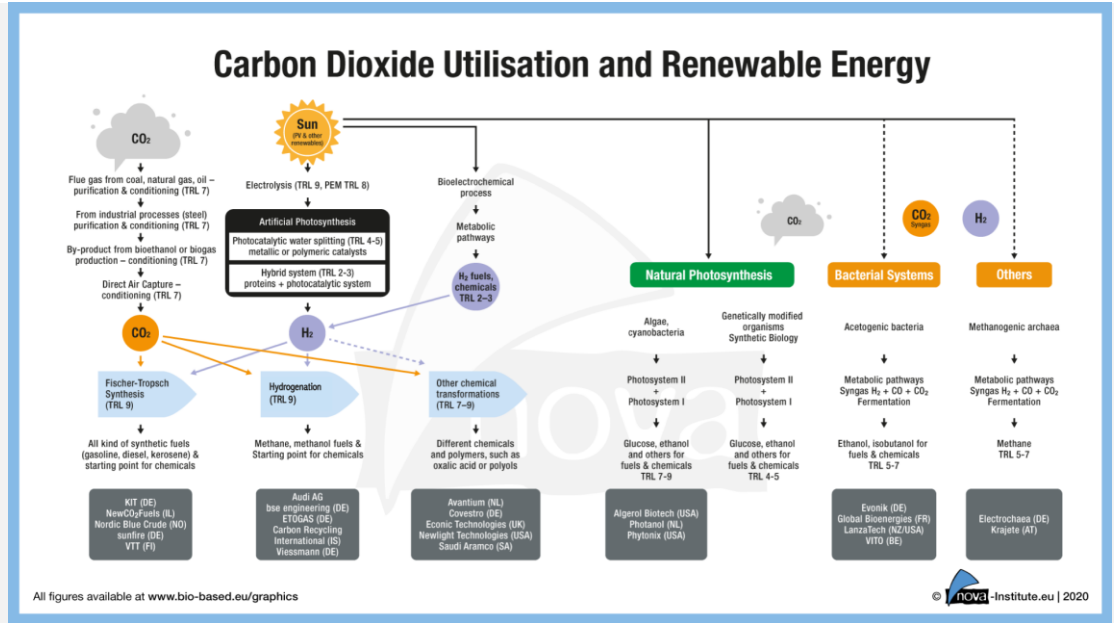 Carbon Dioxide Utilisation and Renewable Energy
CO₂
Flue gas from coal, natural gas, oil –
purification & conditioning (TRL 7)
From industrial processes (steel)
purification & conditioning (TRL 7)
By-product from bioethanol or biogas
production – conditioning (TRL 7)
Direct Air Capture –
conditioning (TRL 7)
CO₂
Fischer-Tropsch
Synthesis
(TRL 9)
All kind of synthetic fuels
(gasoline, diesel, kerosene) &
starting point for chemicals
KIT (DE)
NewCO₂Fuels (IL)
Nordic Blue Crude (NO)
sunfire (DE)
VTT (FI)
Sun
(PV & other
renewables)
Electrolysis (TRL 9, PEM TRL 8)
Artificial Photosynthesis
Photocatalytic water splitting (TRL 4-5)
metallic or polymeric catalysts
Hybrid system (TRL 2-3)
proteins + photocatalytic system
H₂
Hydrogenation
(TRL 9)
Methane, methanol fuels &
Starting point for chemicals
Audi AG
bse engineering (DE)
ETOGAS (DE)
Carbon Recycling
International (IS)
Viessmann (DE)
Bioelectrochemical
process
Metabolic
pathways
H₂ fuels,
chemicals
TRL 2–3
Other chemical
transformations
(TRL 7–9)
Different chemicals
and polymers, such as
oxalic acid or polyols
Avantium (NL)
Covestro (DE)
Econic Technologies (UK)
Newlight Technologies (USA)
Saudi Aramco (SA)
CO₂
CO₂
Syngas
H₂
Natural Photosynthesis
Algae,
cyanobacteria
Photosystem II
+
Photosystem I
Glucose, ethanol
and others for
fuels & chemicals
TRL 7-9
Genetically modified
organisms
Synthetic Biology
Photosystem II
+
Photosystem I
Glucose, ethanol
and others for
fuels & chemicals
TRL 4-5
Algerol Biotech (USA)
Photanol (NL)
Phytonix (USA)
Bacterial Systems
Acetogenic bacteria
Metabolic pathways
Syngas H₂ + CO + CO₂
Fermentation
Ethanol, isobutanol for
fuels & chemicals
TRL 5-7
Evonik (DE)
Global Bioenergies (FR)
LanzaTech (NZ/USA)
VITO (BE)
Others
Methanogenic archaea
Metabolic pathways
Syngas H₂ + CO + CO₂
Fermentation
Methane
TRL 5-7
Electrochaea (DE)
Krajete (AT)
nova
All figures available at www.bio-based.eu/graphics
© nova-Institute.eu | 2020